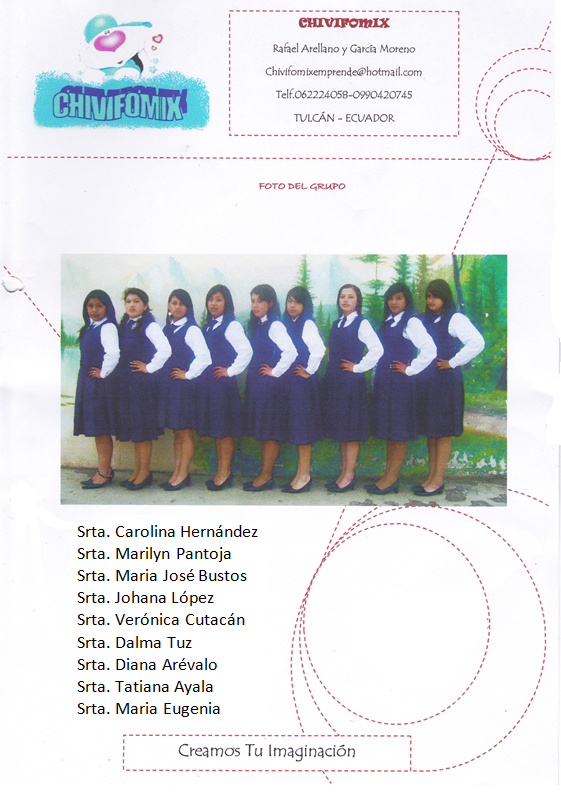 CHIVIFOMIX
CHIVIFOMIX
Rafael Arellano y García Moreno
Chivifomixemprende@hotmail.com
Telf.062224058-0990420745
TULCÁN - ECUADOR
FOTO DEL GRUPO
Srta. Carolina Hernández
Srta. Marilyn Pantoja
Srta. Maria José Bustos
Srta. Johana López
Srta. Verónica Cutacán
Srta. Dalma Tuz
Srta. Diana Arévalo
Srta. Tatiana Ayala
Srta. Maria Eugenia
Creamos Tu Imaginación